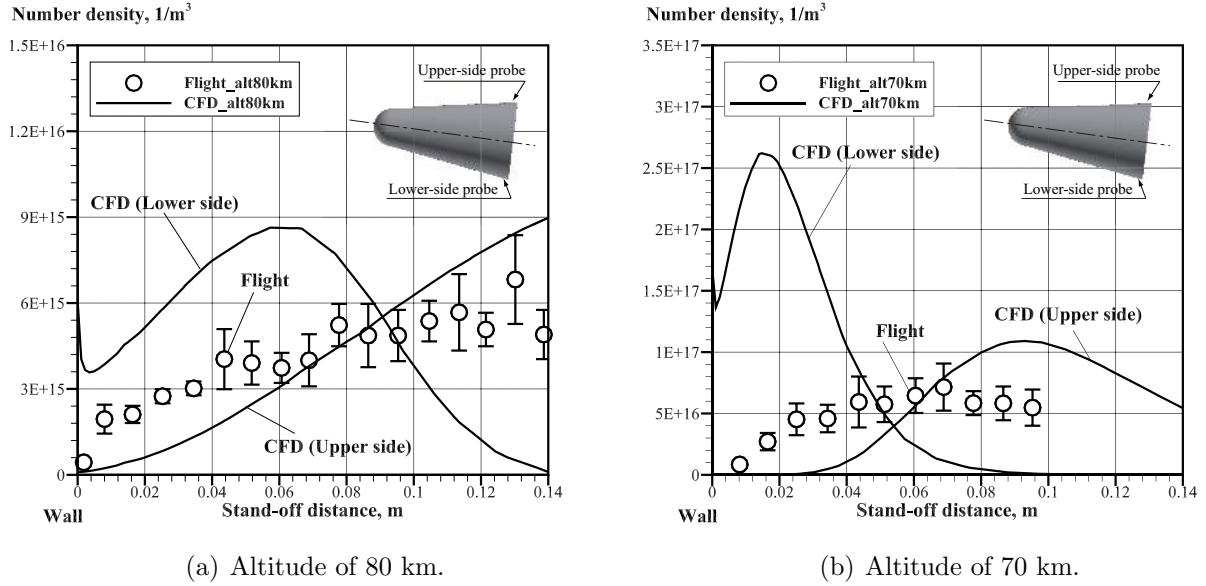 Number density, 1/m³
1.5E+16
1.2E+16
9E+15
6E+15
3E+15
0
Flight_alt80km
CFD_alt80km
Upper-side probe
Lower-side probe
CFD (Lower side)
Flight
CFD (Upper side)
0 0.02 0.04 0.06 0.08 0.1 0.12 0.14
Wall
Stand-off distance, m
(a) Altitude of 80 km.
Number density, 1/m³
3.5E+17
3E+17
2.5E+17
2E+17
1.5E+17
1E+17
5E+16
0
Flight_alt70km
CFD_alt70km
Upper-side probe
Lower-side probe
CFD (Lower side)
Flight
CFD (Upper side)
0 0.02 0.04 0.06 0.08 0.1 0.12 0.14
Wall
Stand-off distance, m
(b) Altitude of 70 km.